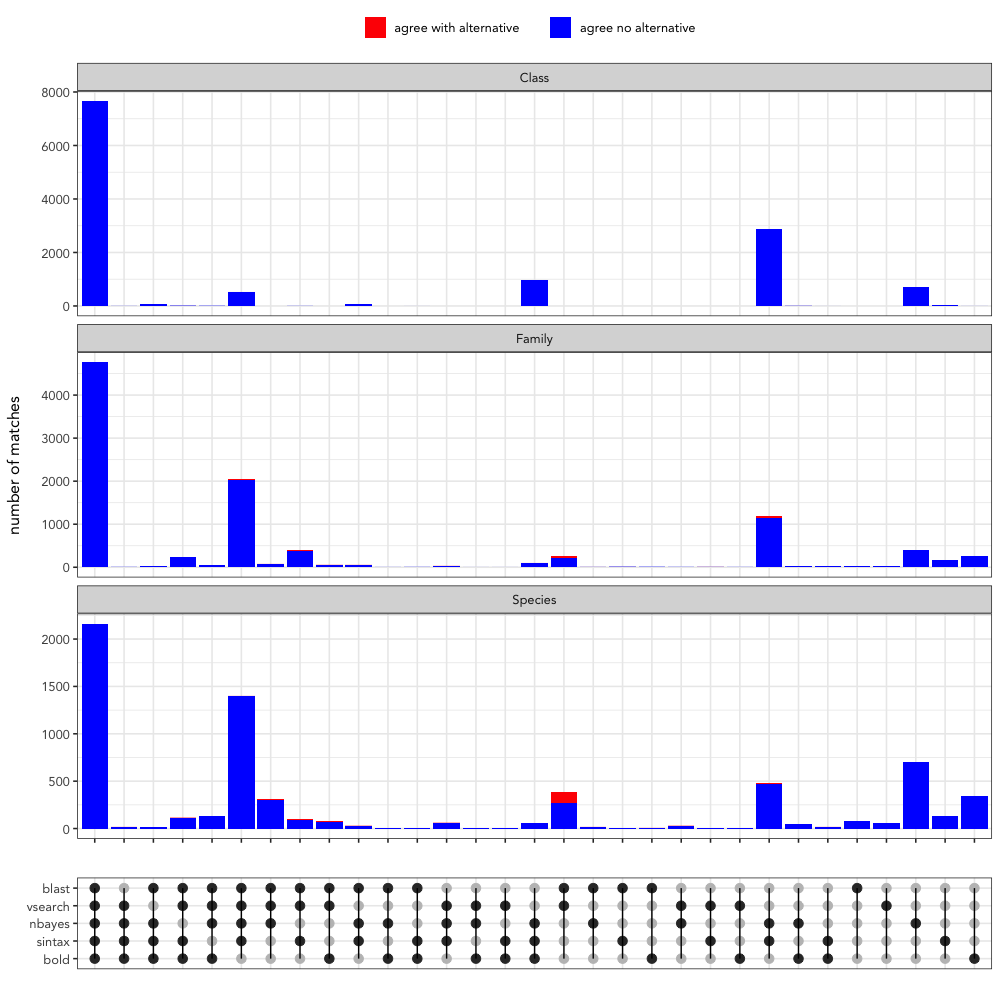 agree with alternative agree no alternative
Class
8000
6000
4000
2000
0
Family
4000
3000
2000
1000
0
number of matches
Species
2000
1500
1000
500
0
blast
vsearch
nbayes
sintax
bold